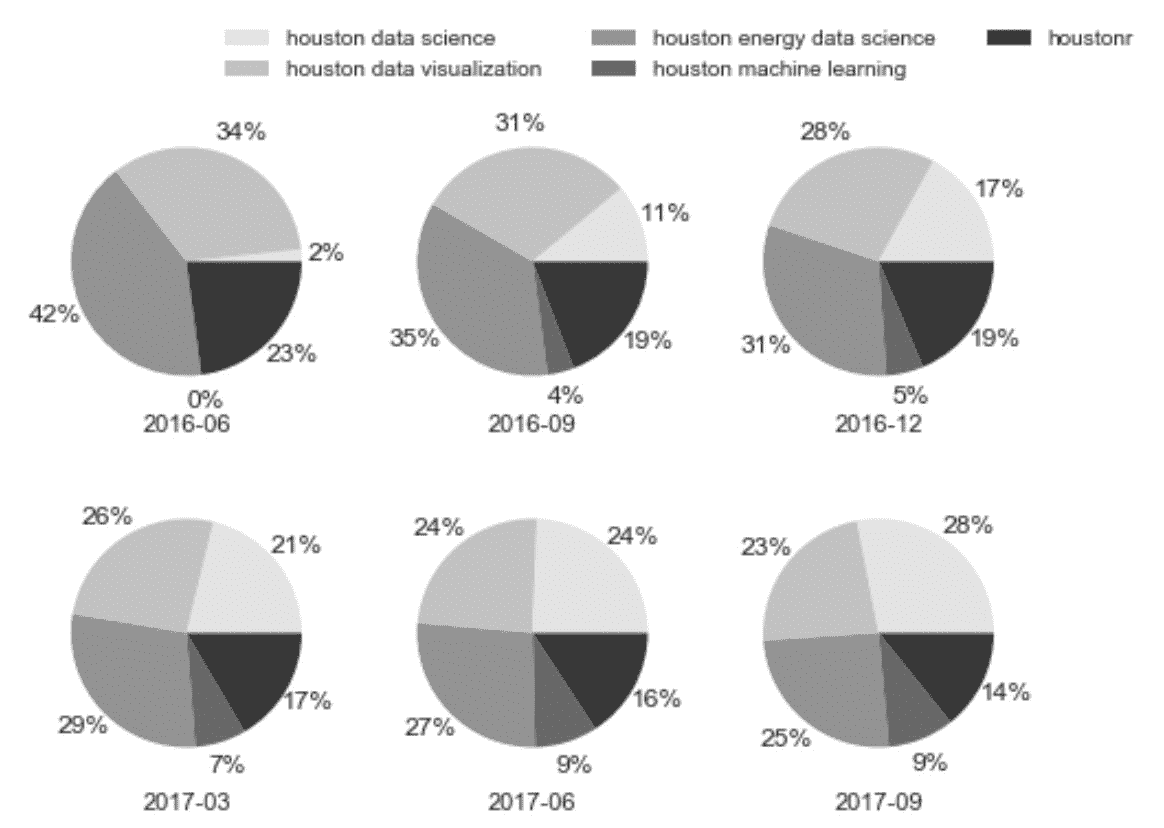 houston data science houston energy data science houstonr
houston data visualization houston machine learning
34% 31% 28%
17%
11%
2%
42%
35% 31%
23% 19% 19%
0% 4% 5%
2016-06 2016-09 2016-12
26% 24% 28%
21% 24% 23%
17% 16% 14%
29% 27% 25%
7% 9% 9%
2017-03 2017-06 2017-09